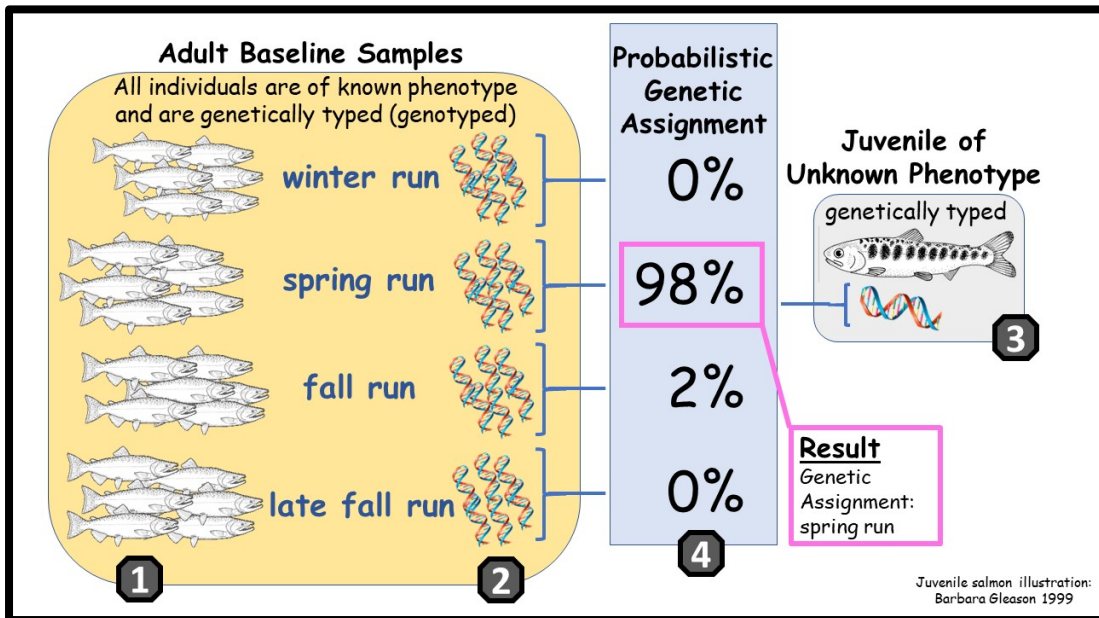 Adult Baseline Samples
All individuals are of known phenotype
and are genetically typed (genotyped)
winter run
spring run
fall run
late fall run
1
2
Probabilistic
Genetic
Assignment
0%
98%
2%
0%
4
Juvenile of
Unknown Phenotype
genetically typed
3
Result
Genetic
Assignment:
spring run
Juvenile salmon illustration:
Barbara Gleason 1999